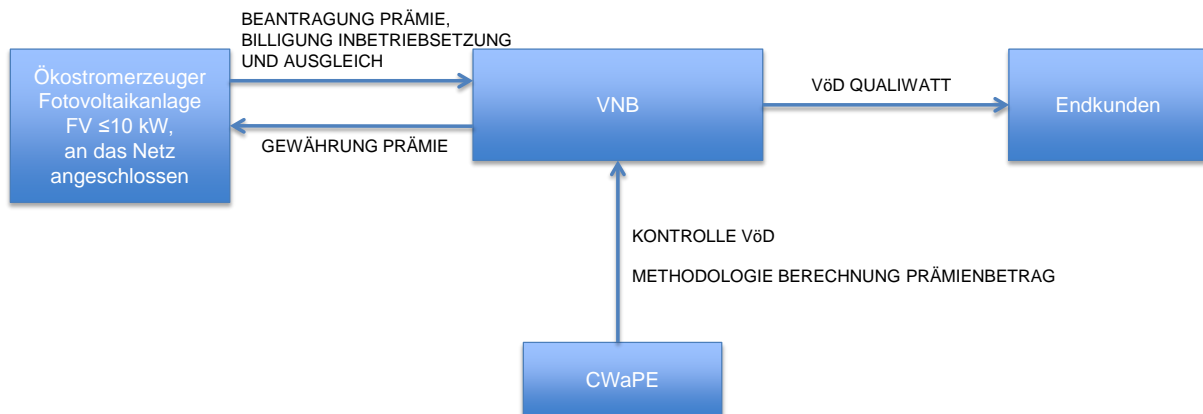 BEANTRAGUNG PRÄMIE,
BILLIGUNG INBETRIEBSETZUNG
UND AUSGLEICH
Ökostromerzeuger
Fotovoltaikanlage
FV ≤10 kW,
an das Netz
angeschlossen
GEWÄHRUNG PRÄMIE
VNB
VöD QUALIWATT
Endkunden
KONTROLLE VöD
METHODOLOGIE BERECHNUNG PRÄMIENBETRAG
CWaPE